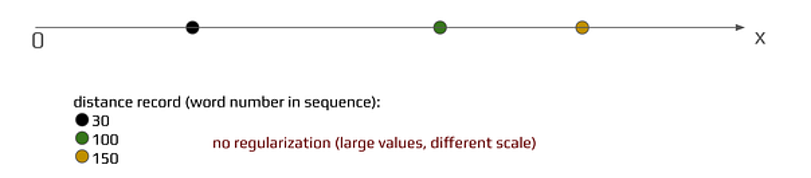 0
x
distance record (word number in sequence):
30
100
150
no regularization (large values, different scale)